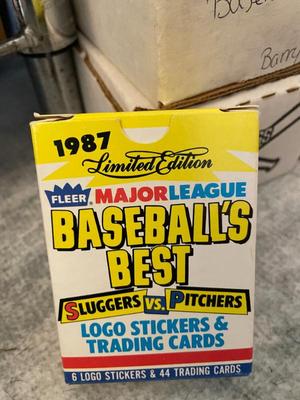 Barry
1987
Limited Edition
FLEER MAJOR LEAGUE
BASEBALL'S
BEST
SLUGGERS VS. PITCHERS
LOGO STICKERS &
TRADING CARDS
6 LOGO STICKERS & 44 TRADING CARDS